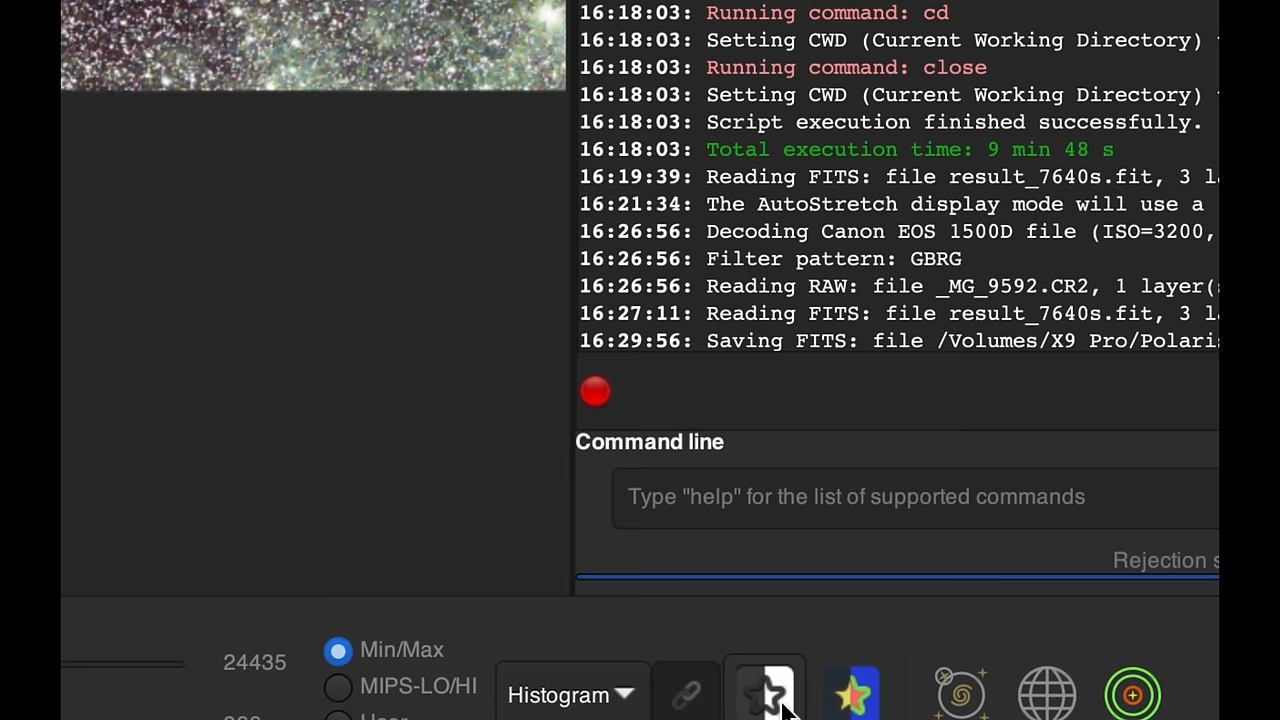 16:18:03: Running command: cd
16:18:03: Setting CWD (Current Working Directory)
16:18:03: Running command: close
16:18:03: Setting CWD (Current Working Directory)
16:18:03: Script execution finished successfully.
16:18:03: Total execution time: 9 min 48 s
16:19:39: Reading FITS: file result_7640s.fit, 3
16:21:34: The AutoStretch display mode will use a
16:26:56: Decoding Canon EOS 1500D file (ISO=3200,
16:26:56: Filter pattern: GBRG
16:26:56: Reading RAW: file _MG_9592.CR2, 1 layer(
16:27:11: Reading FITS: file result_7640s.fit, 3
16:29:56: Saving FITS: file /Volumes/X9 Pro/Polaris
Command line
Type "help" for the list of supported commands
Rejection
24435
Min/Max
MIPS-LO/HI
Histogram